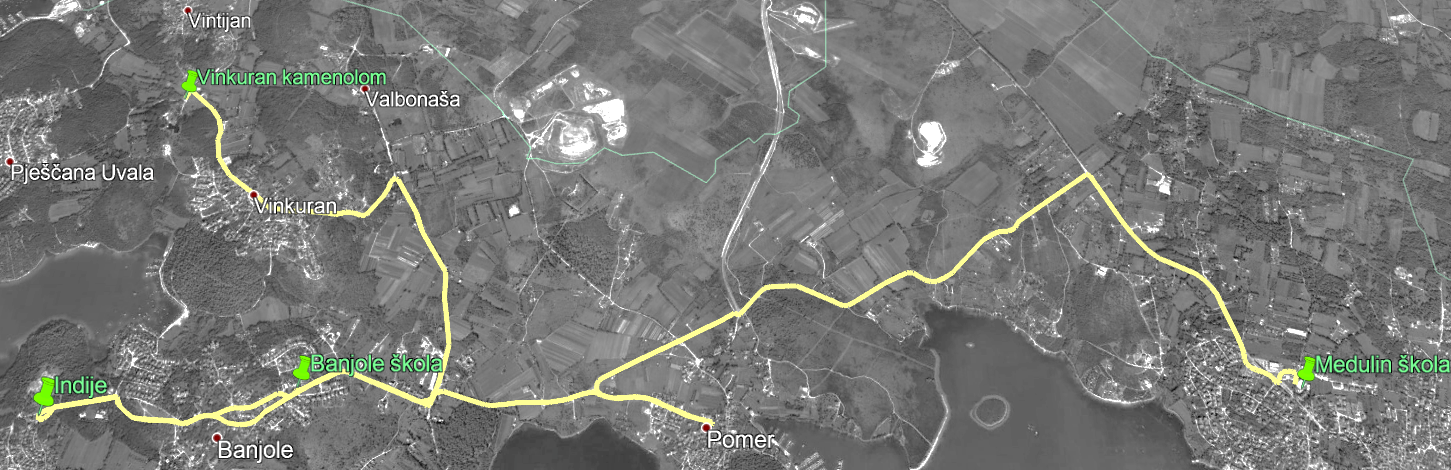 Vintijan
Vinkuran kamenolom
Valbonaša
Pješčana Uvala
Vinkuran
Banjole škola
Medulin škola
Indije
Pomer
Banjole